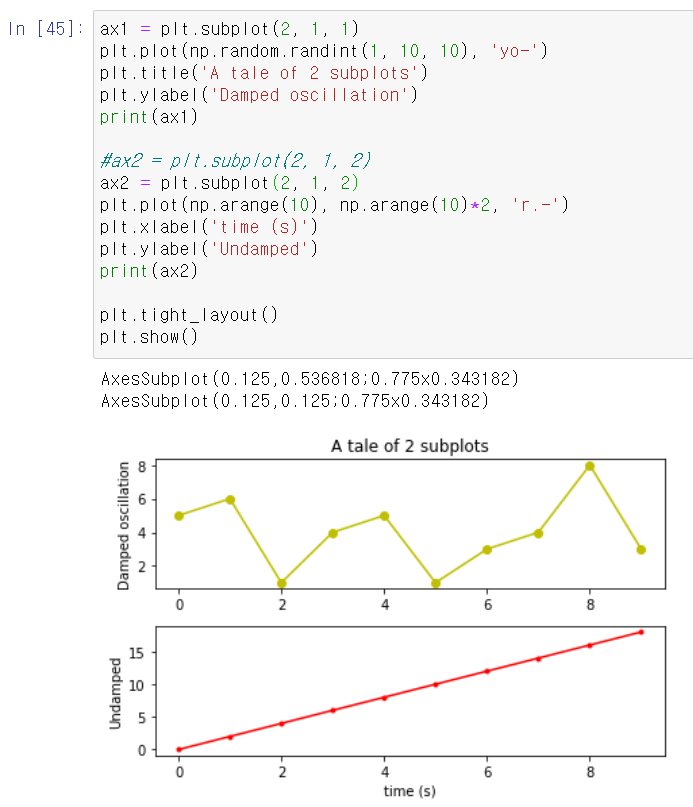 In [45]:
ax1 = plt.subplot(2, 1, 1)
plt.plot(np.random.randint(1, 10, 10), 'yo-')
plt.title('A tale of 2 subplots')
plt.ylabel('Damped oscillation')
print(ax1)
#ax2 = plt.subplot(2, 1, 2)
ax2 = plt.subplot(2, 1, 2)
plt.plot(np.arange(10), np.arange(10)*2, 'r.-')
plt.xlabel('time (s)')
plt.ylabel('Undamped')
print(ax2)
plt.tight_layout()
plt.show()
AxesSubplot(0.125,0.536818;0.775x0.343182)
AxesSubplot(0.125,0.125;0.775x0.343182)
A tale of 2 subplots
Damped oscillation
8
6
4
2
0 2 4 6 8
Undamped
15
10
5
0
0 2 4 6 8
time (s)